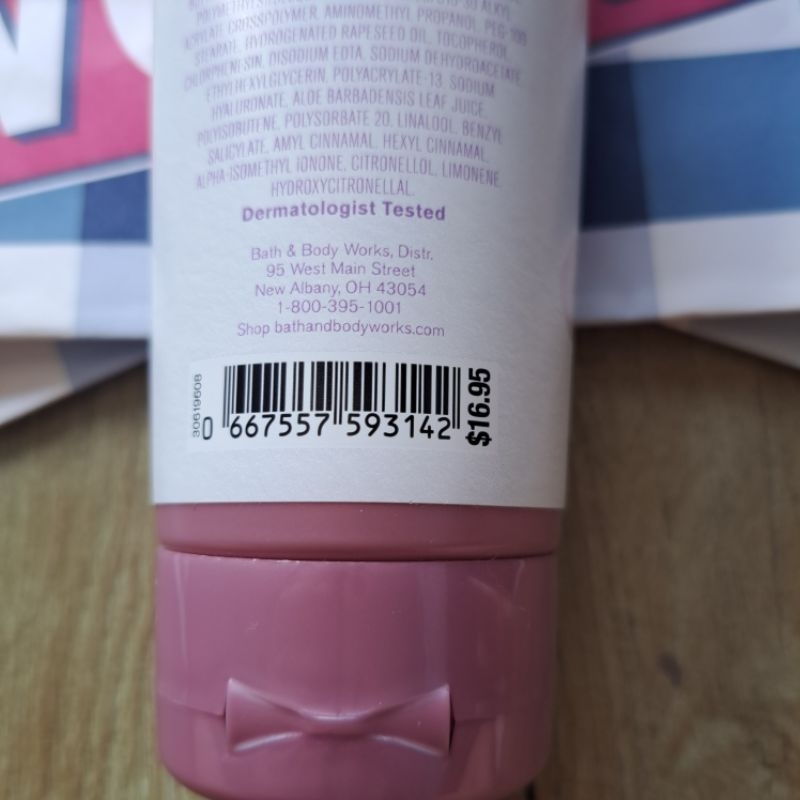 ACRYLATE CROSSPOLYMER, AMINOMETHYL PROPANOL, PEG-100
STEARATE, HYDROGENATED RAPESEED OIL, TOCOPHEROL,
CHLORPHENESIN, DISODIUM EDTA, SODIUM DEHYDROACETATE,
ETHYLHEXYLGLYCERIN, POLYACRYLATE-13, SODIUM
HYALURONATE, ALOE BARBADENSIS LEAF JUICE,
POLYISOBUTENE, POLYSORBATE 20, LINALOOL, BENZYL
SALICYLATE, AMYL CINNAMAL, HEXYL CINNAMAL,
ALPHA-ISOMETHYL IONONE, CITRONELLOL, LIMONENE,
HYDROXYCITRONELLAL.
Dermatologist Tested
Bath & Body Works, Distr.
95 West Main Street
New Albany, OH 43054
1-800-395-1001
Shop bathandbodyworks.com
30619608
0 667557 593142
$16.95